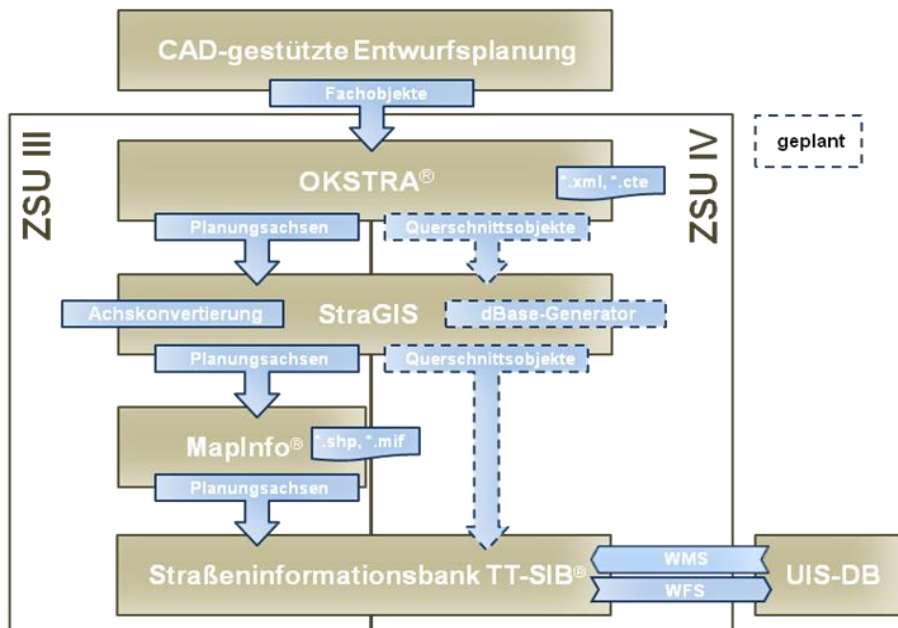 CAD-gestützte Entwurfsplanung
Fachobjekte
ZSU III
ZSU IV
geplant
OKSTRA®
*.xml, *.cte
Planungsachsen
Querschnittsobjekte
Achskonvertierung
StraGIS
dBase-Generator
Planungsachsen
Querschnittsobjekte
MapInfo®
*.shp, *.mif
Planungsachsen
Straßeninformationsbank TT-SIB®
WMS
WFS
UIS-DB